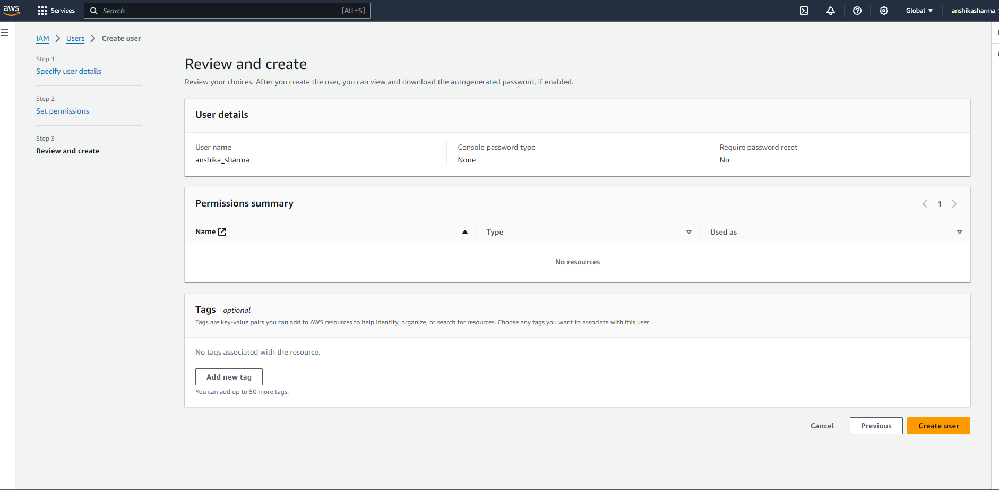 aws Services Search [Alt+S] Global anshikasharma
IAM Users Create user
Step 1
Specify user details
Step 2
Set permissions
Step 3
Review and create
Review and create
Review your choices. After you create the user, you can view and download the autogenerated password, if enabled.
User details
User name Console password type Require password reset
anshika_sharma None No
Permissions summary 1
Name Type Used as
No resources
Tags - optional
Tags are key-value pairs you can add to AWS resources to help identify, organize, or search for resources. Choose any tags you want to associate with this user.
No tags associated with the resource.
Add new tag
You can add up to 50 more tags.
Cancel Previous Create user